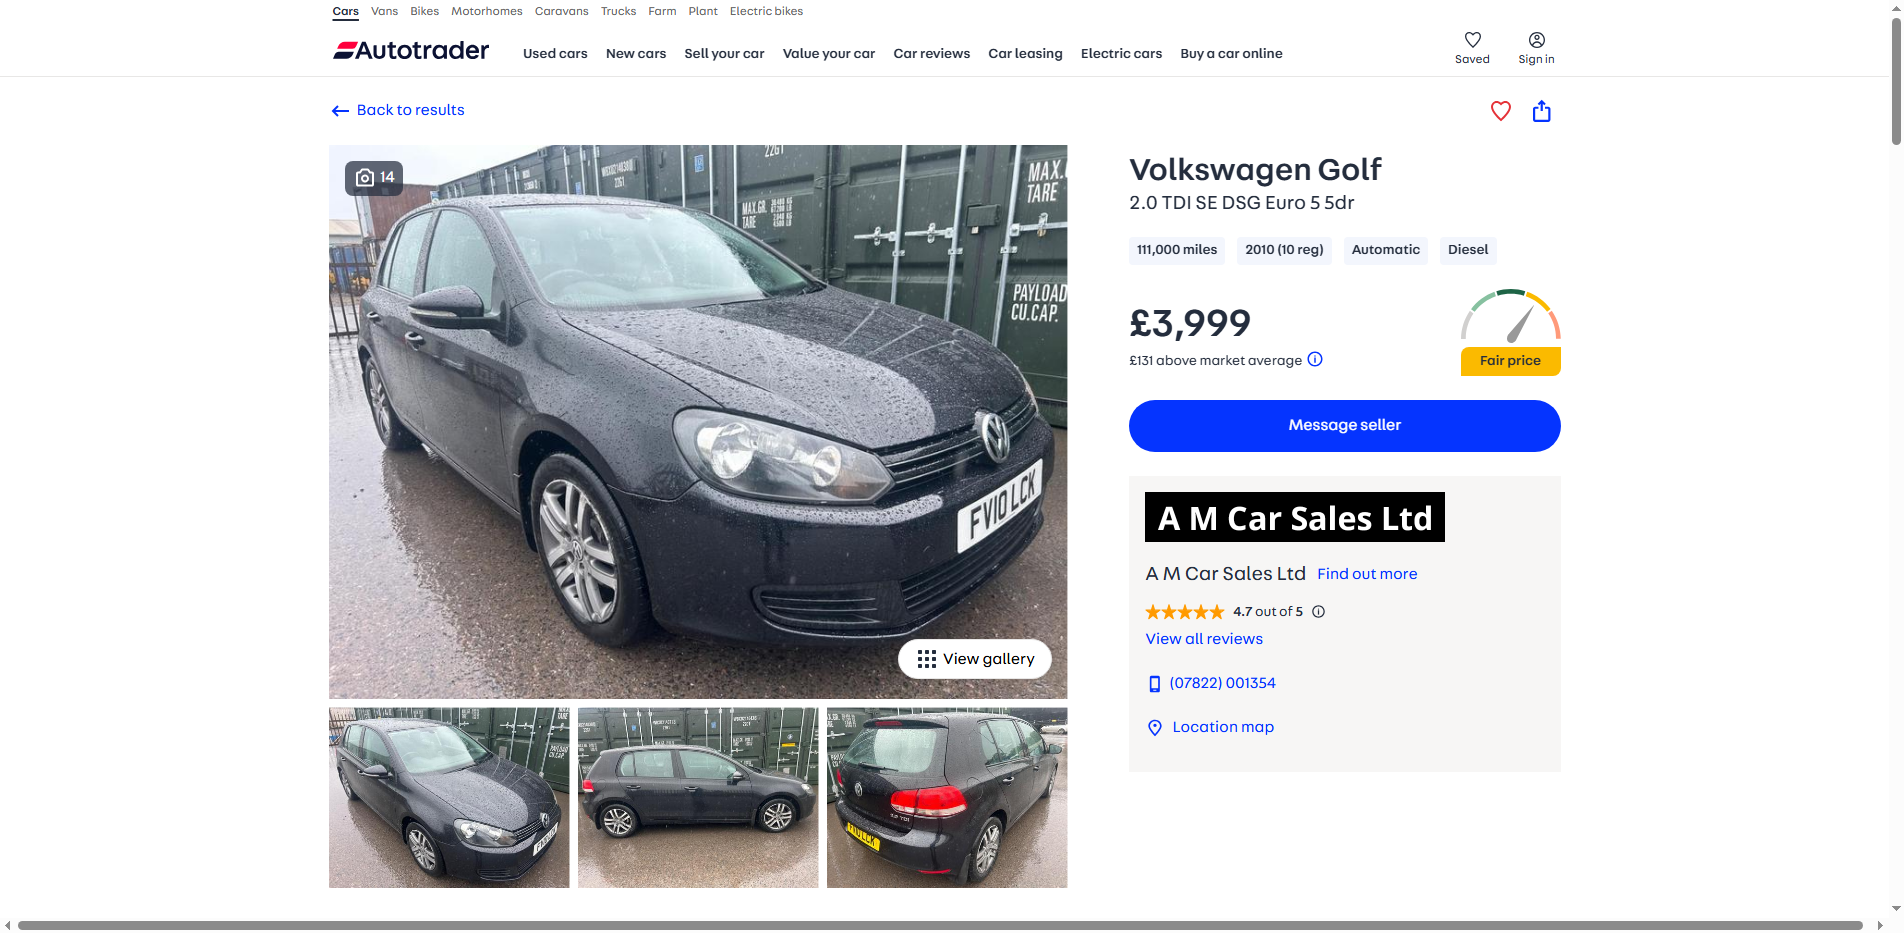 Cars Vans Bikes Motorhomes Caravans Trucks Farm Plant Electric bikes
Autotrader
Used cars New cars Sell your car Value your car Car reviews Car leasing Electric cars Buy a car online
Saved Sign in
Back to results
14
22G1
MAX.
TARE
MAX.GR.
TARE
PAYLOAD
CU.CAP.
FV10 LCK
View gallery
Volkswagen Golf
2.0 TDI SE DSG Euro 5 5dr
111,000 miles 2010 (10 reg) Automatic Diesel
£3,999
£131 above market average
Fair price
Message seller
A M Car Sales Ltd
A M Car Sales Ltd Find out more
4.7 out of 5
View all reviews
(07822) 001354
Location map